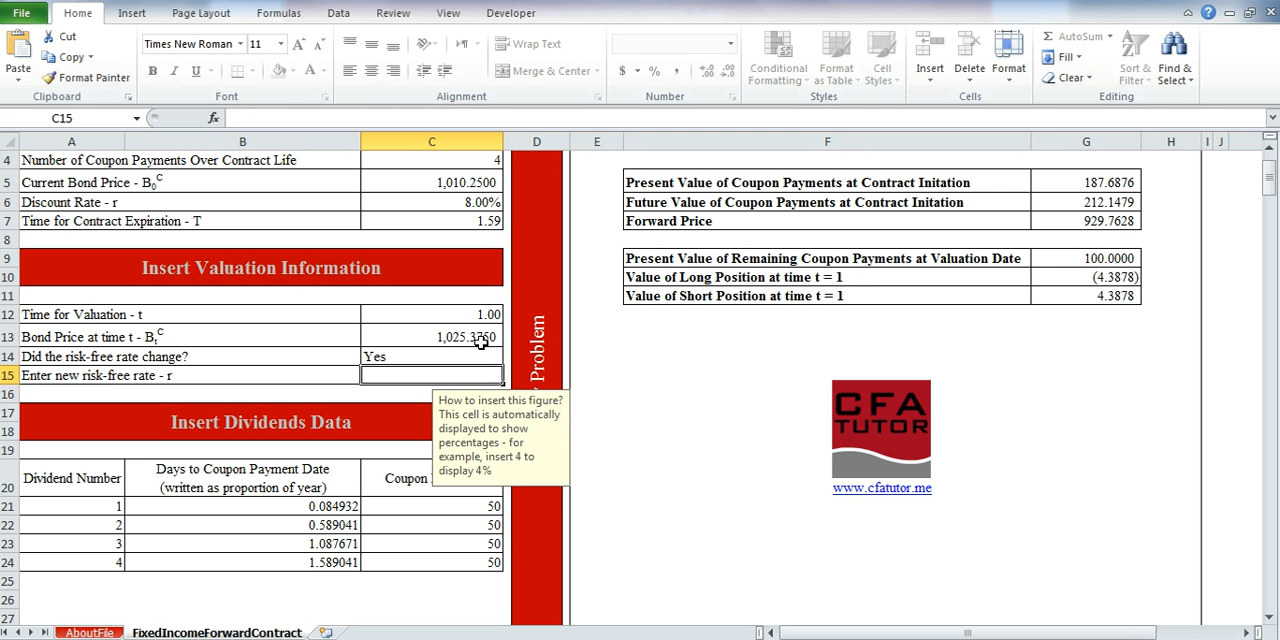 File Home Insert Page Layout Formulas Data Review View Developer
Paste
Cut
Copy
Format Painter
Clipboard
Times New Roman 11
B I U
Font
Wrap Text
Merge & Center
Alignment
$ % ,
Number
Conditional Formatting
Format as Table
Cell Styles
Styles
Insert Delete Format
Cells
AutoSum
Fill
Clear
Sort & Filter
Find & Select
Editing
C15 fx
A B C D E F G H I J
4 Number of Coupon Payments Over Contract Life 4
5 Current Bond Price - B0C 1,010.2500 Present Value of Coupon Payments at Contract Initation 187.6876
6 Discount Rate - r 8.00% Future Value of Coupon Payments at Contract Initation 212.1479
7 Time for Contract Expiration - T 1.59 Forward Price 929.7628
8
9 Insert Valuation Information Present Value of Remaining Coupon Payments at Valuation Date 100.0000
10 Value of Long Position at time t = 1 (4.3878)
11 Value of Short Position at time t = 1 4.3878
12 Time for Valuation - t 1.00
13 Bond Price at time t - BtC
14 Did the risk-free rate change? Yes
15 Enter new risk-free rate - r
16
17 Insert Dividends Data
18
19
20 Dividend Number Days to Coupon Payment Date (written as proportion of year) Coupon
21 1 0.084932 50
22 2 0.589041 50
23 3 1.087671 50
24 4 1.589041 50
25
26
27
Problem
How to insert this figure?
This cell is automatically
displayed to show
percentages - for
example, insert 4 to
display 4%
CFA
TUTOR
www.cfatutor.me
AboutFile FixedIncomeForwardContract